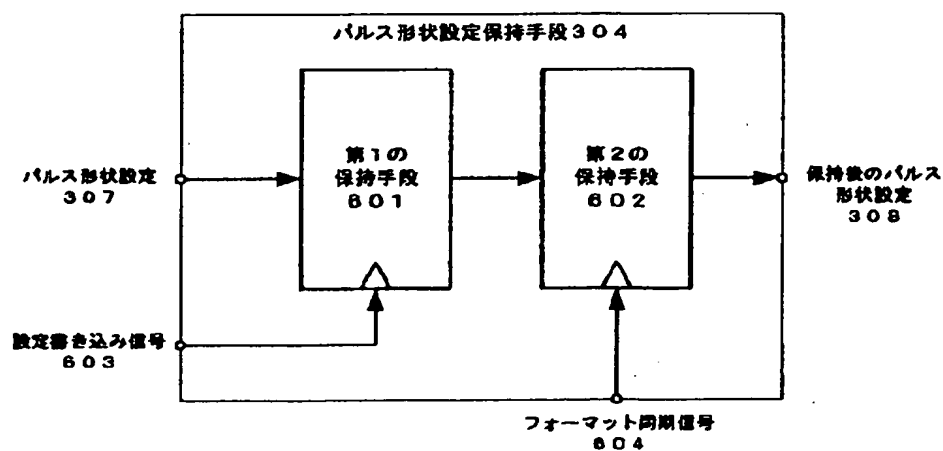 パルス形状設定保持手段304
第1の
保持手段
601
第2の
保持手段
602
パルス形状設定
307
保持後のパルス
形状設定
308
設定書き込み信号
603
フォーマット同期信号
604